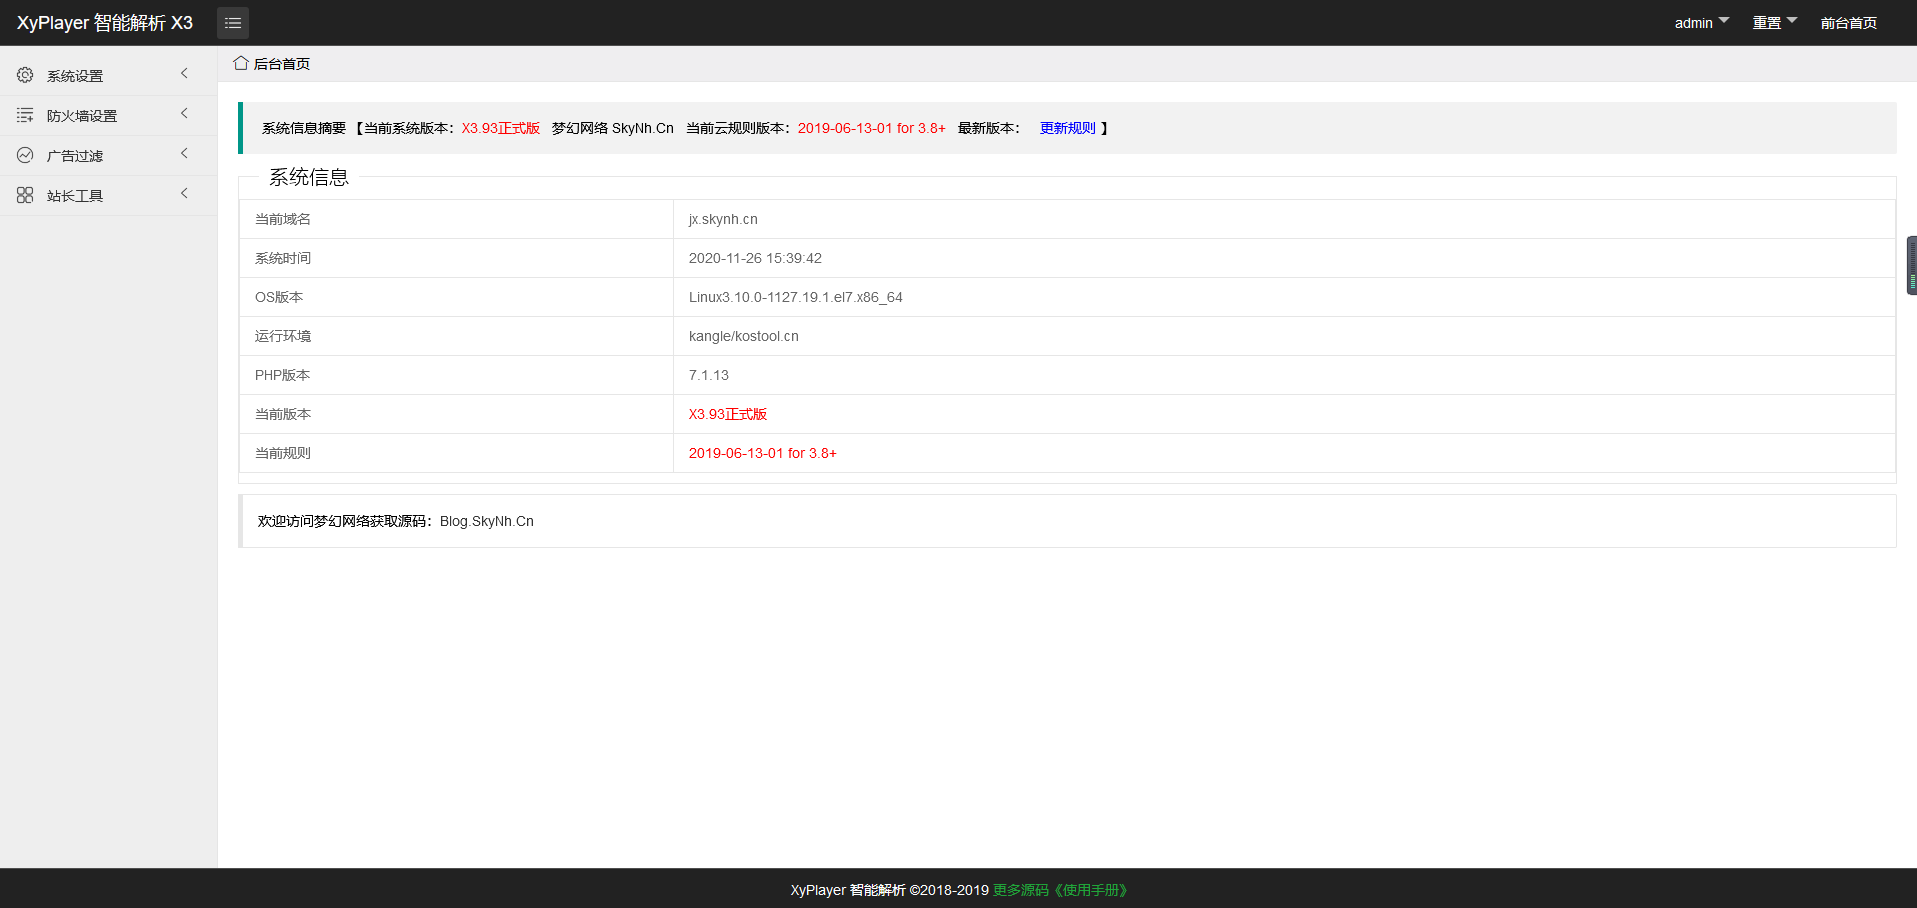 XyPlayer 智能解析 X3
admin 重置 前台首页
系统设置
防火墙设置
广告过滤
站长工具
后台首页
系统信息摘要 【当前系统版本：X3.93正式版 梦幻网络 SkyNh.Cn 当前云规则版本：2019-06-13-01 for 3.8+ 最新版本： 更新规则 】
系统信息
当前域名 jx.skynh.cn
系统时间 2020-11-26 15:39:42
OS版本 Linux3.10.0-1127.19.1.el7.x86_64
运行环境 kangle/kostool.cn
PHP版本 7.1.13
当前版本 X3.93正式版
当前规则 2019-06-13-01 for 3.8+
欢迎访问梦幻网络获取源码：Blog.SkyNh.Cn
XyPlayer 智能解析 ©2018-2019 更多源码《使用手册》